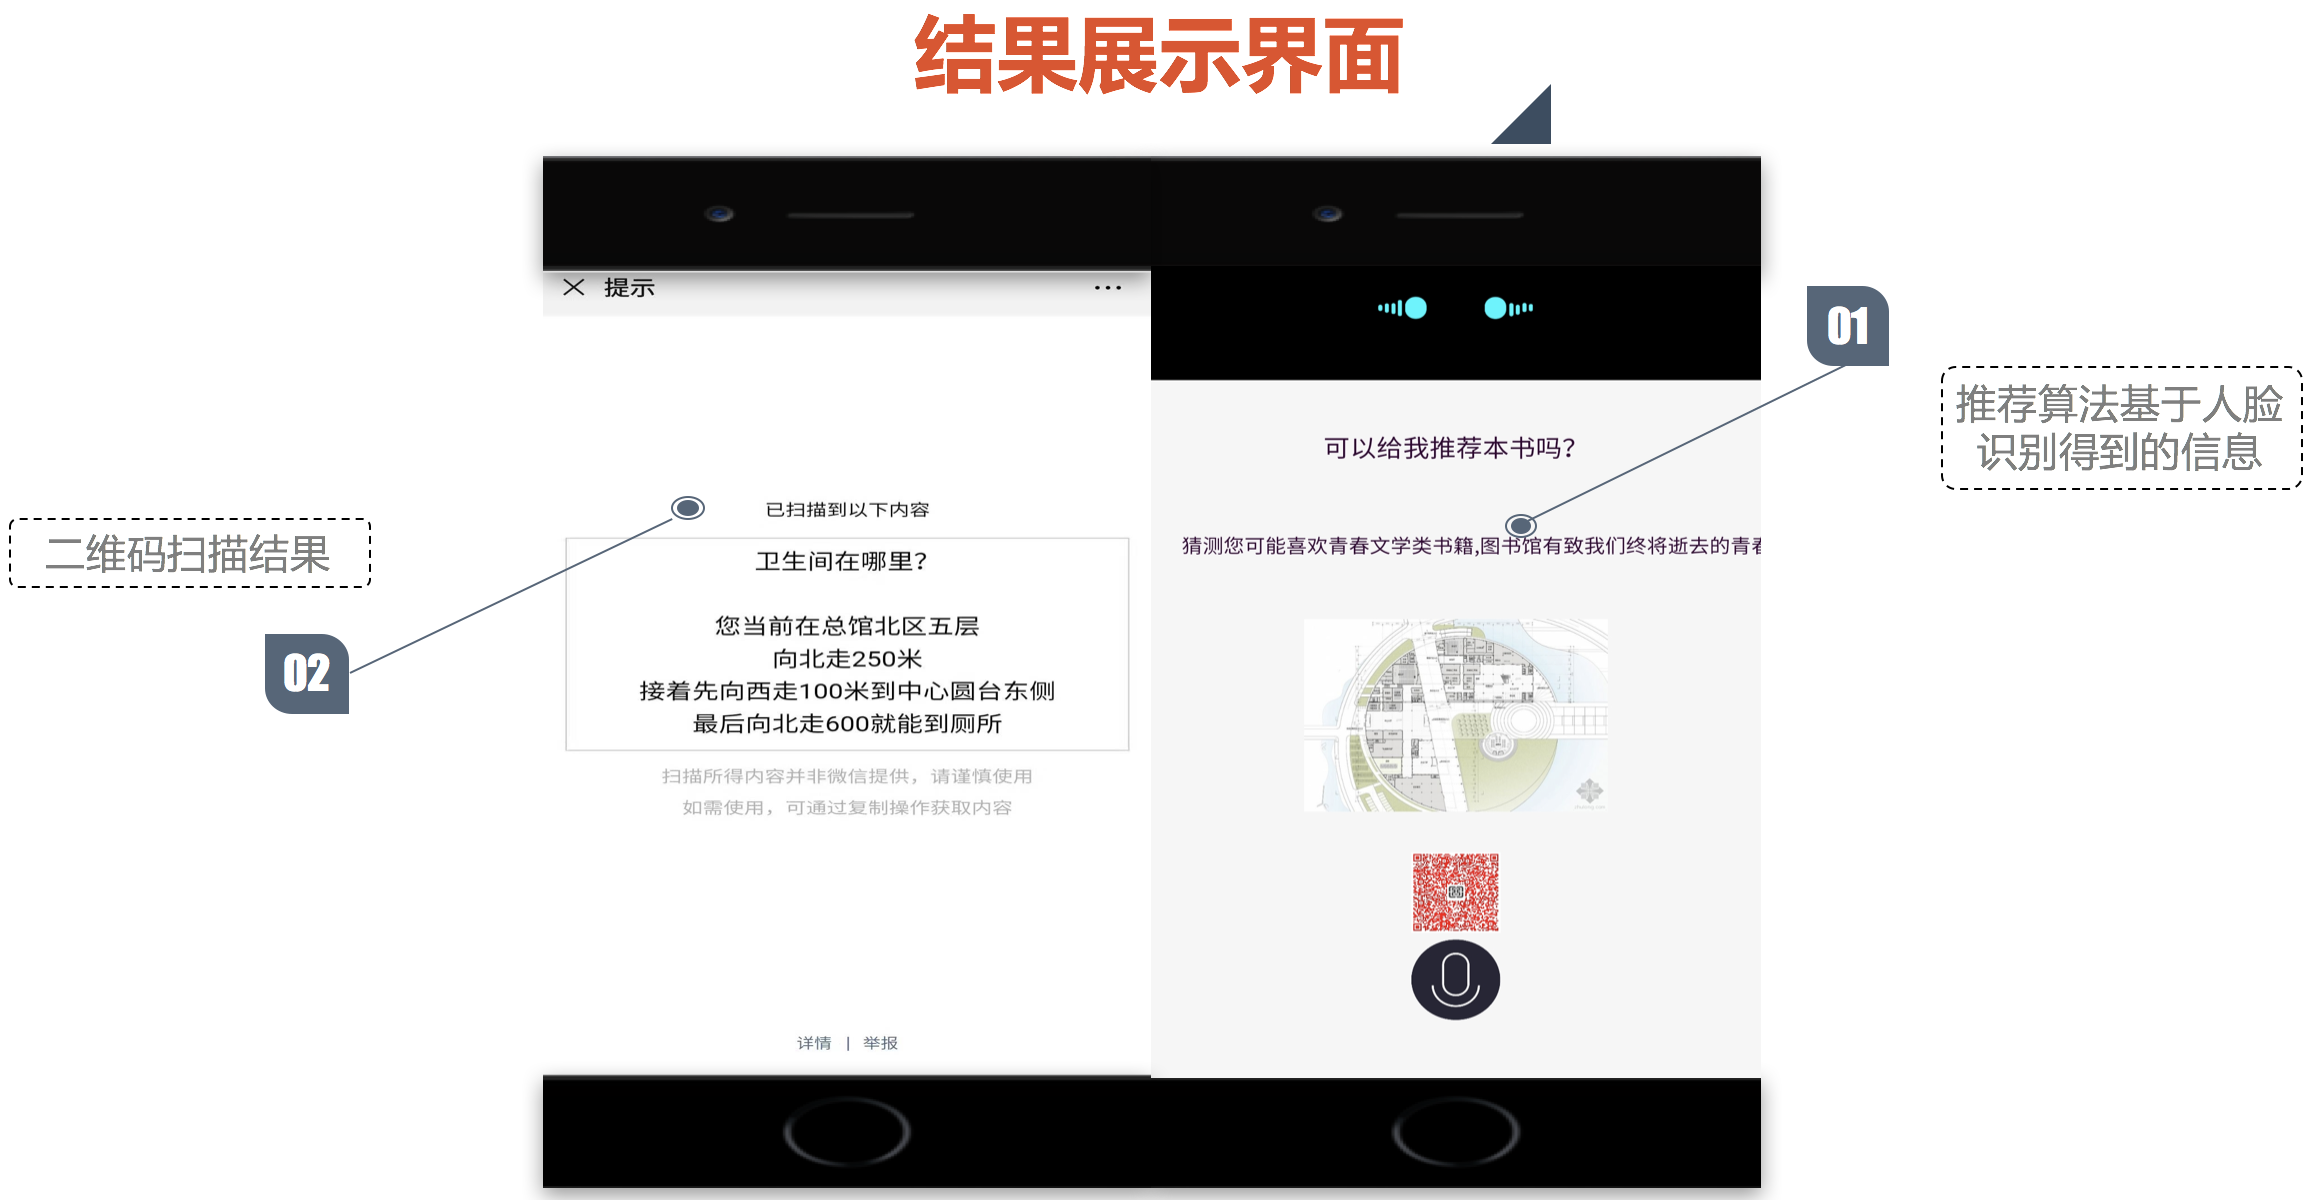 结果展示界面
提示
...
已扫描到以下内容
卫生间在哪里?
您当前在总馆北区五层
向北走250米
接着先向西走100米到中心圆台东侧
最后向北走600就能到厕所
扫描所得内容并非微信提供，请谨慎使用
如需使用，可通过复制操作获取内容
详情 | 举报
02
二维码扫描结果
可以给我推荐本书吗?
猜测您可能喜欢青春文学类书籍,图书馆有致我们终将逝去的青春
01
推荐算法基于人脸
识别得到的信息